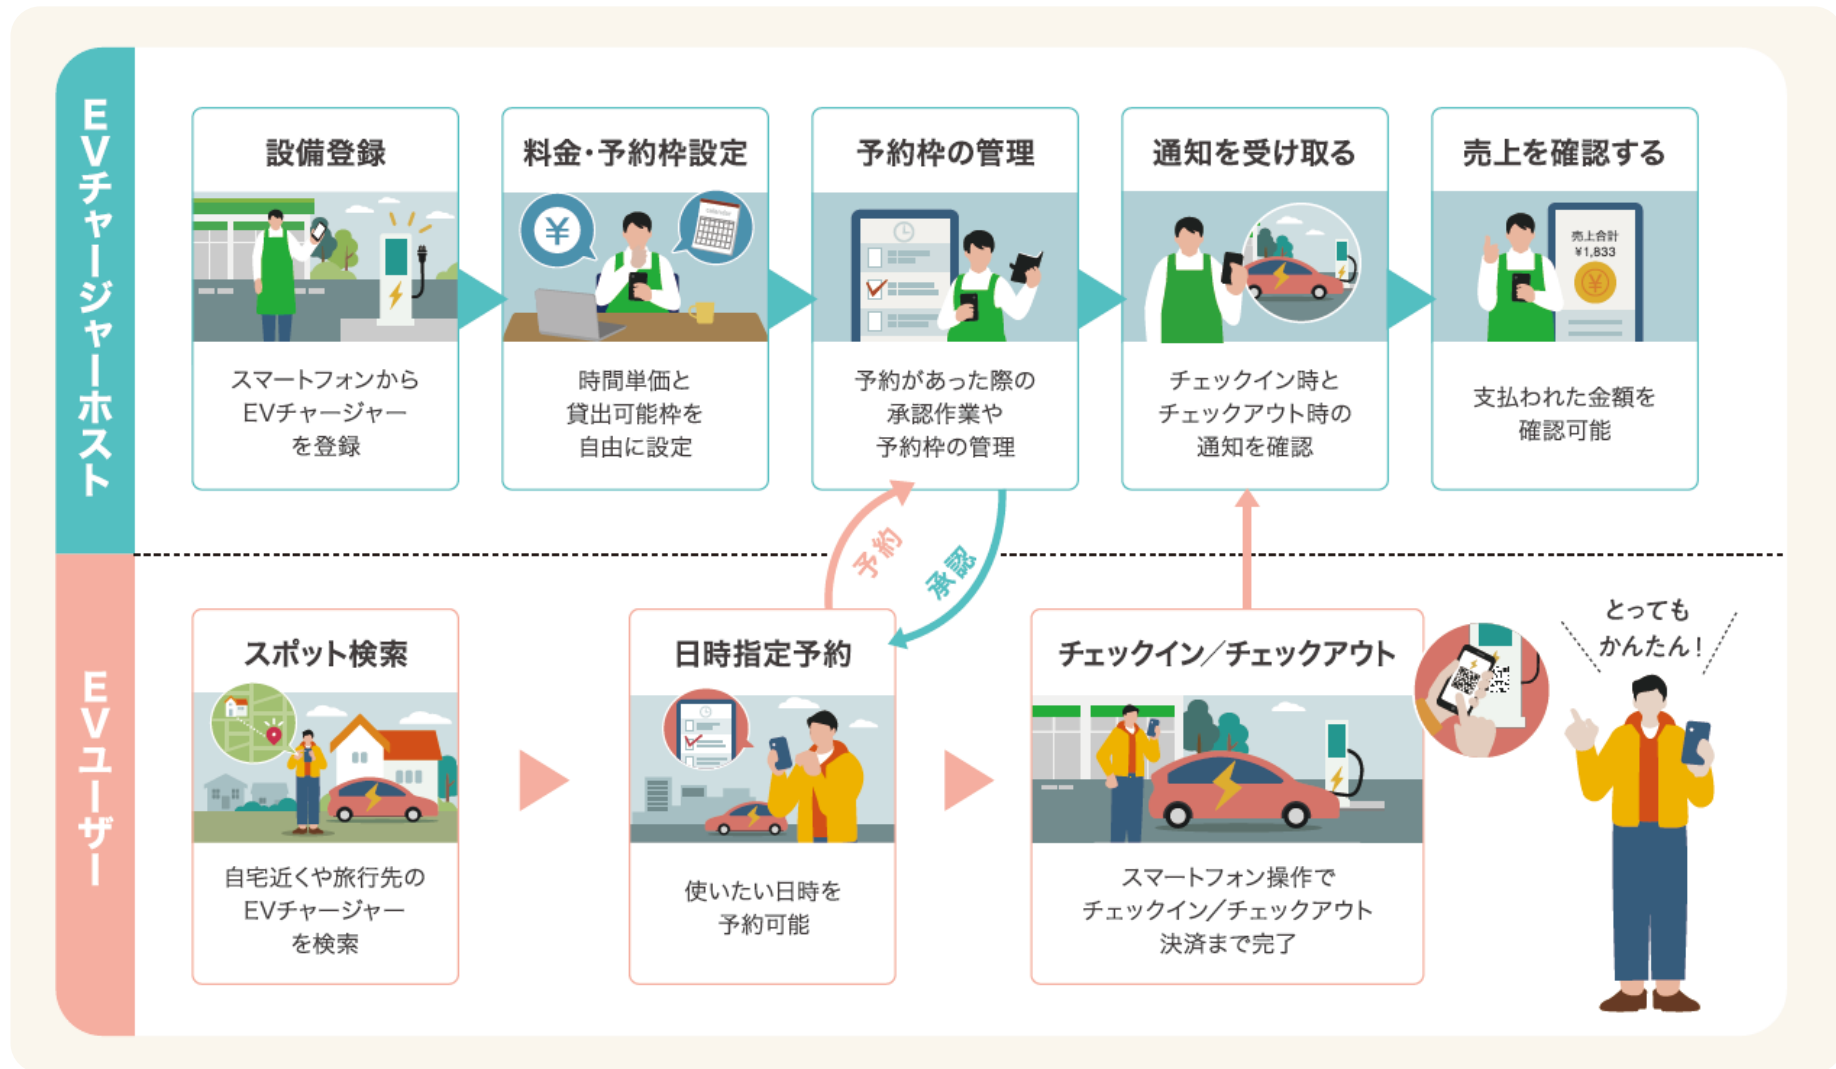 EVチャージャーホスト
設備登録
スマートフォンから
EVチャージャー
を登録
料金・予約枠設定
calendar
時間単価と
貸出可能枠を
自由に設定
予約枠の管理
予約があった際の
承認作業や
予約枠の管理
通知を受け取る
チェックイン時と
チェックアウト時の
通知を確認
売上を確認する
売上合計
¥1,833
支払われた金額を
確認可能
予約
承認
EVユーザー
スポット検索
自宅近くや旅行先の
EVチャージャー
を検索
日時指定予約
使いたい日時を
予約可能
チェックイン/チェックアウト
スマートフォン操作で
チェックイン/チェックアウト
決済まで完了
とっても
かんたん!